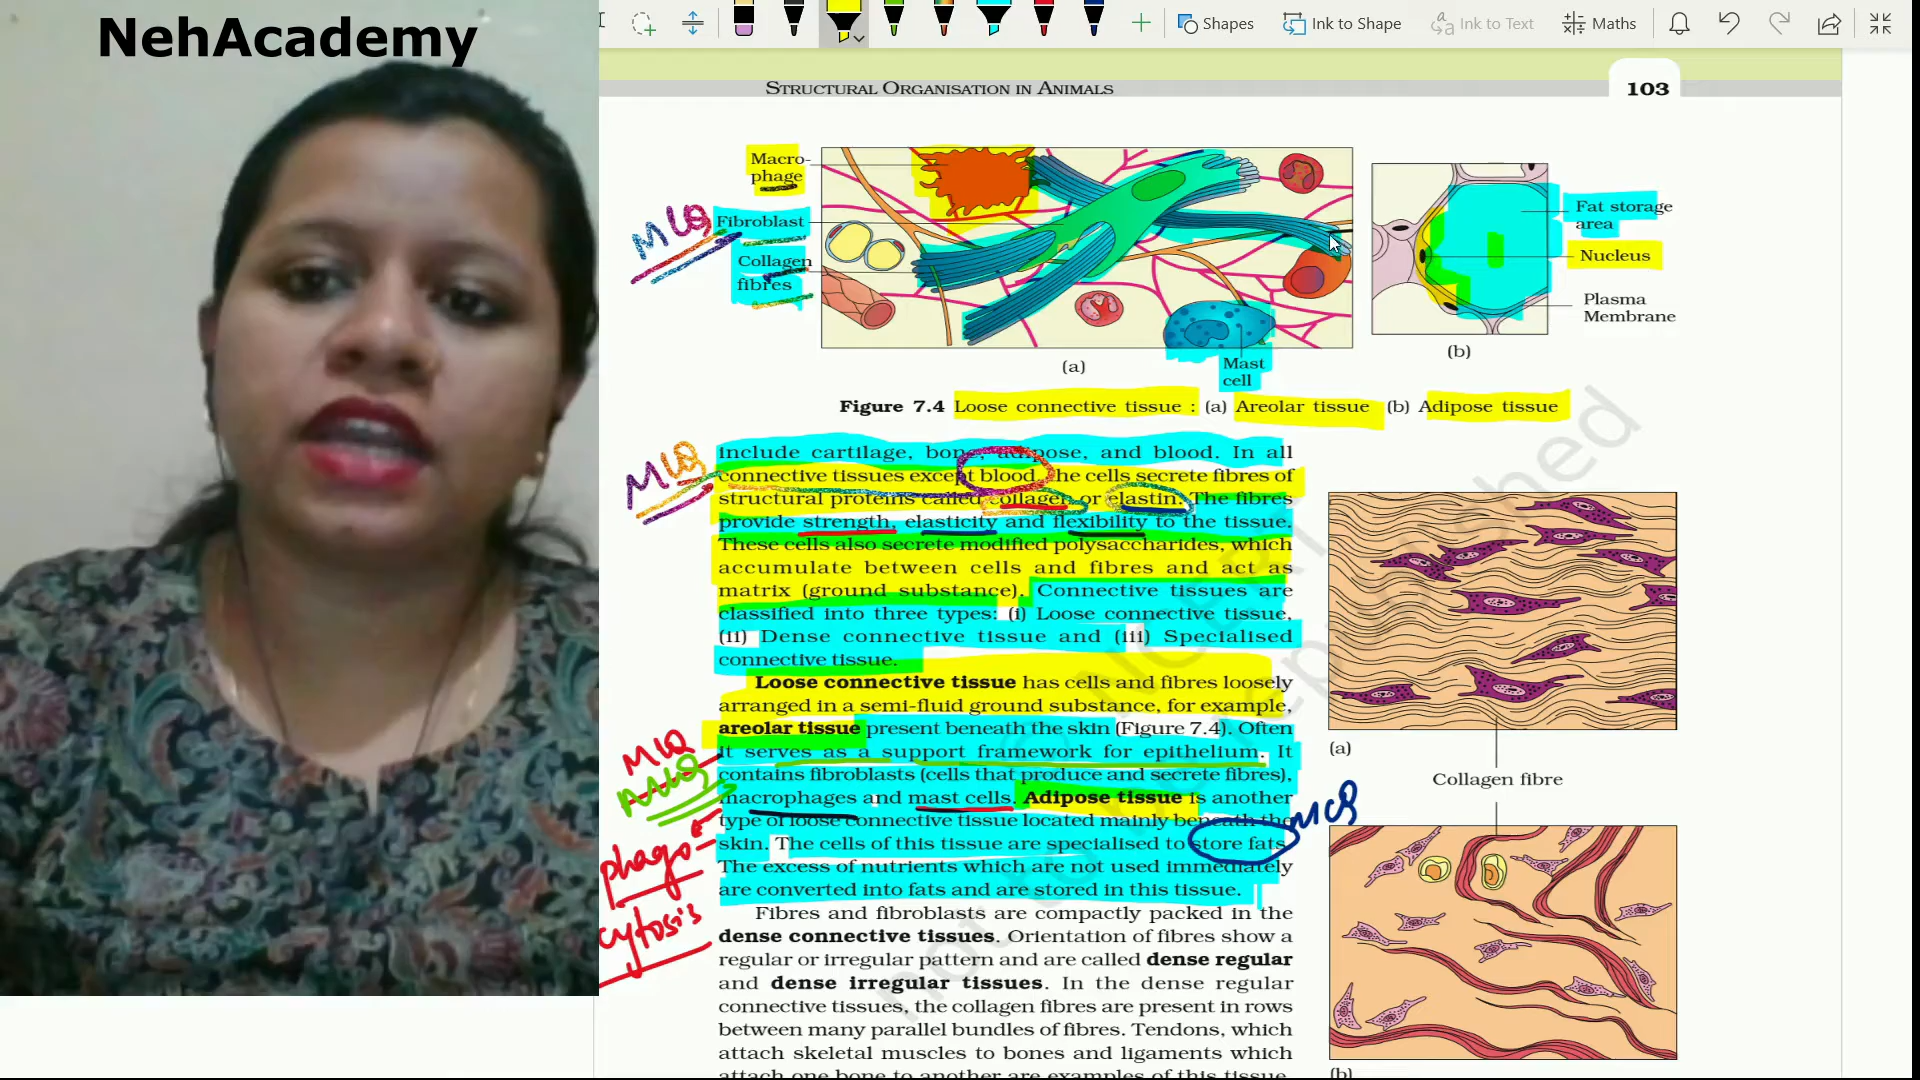 NehAcademy
Shapes
Ink to Shape
Ink to Text
Maths
STRUCTURAL ORGANISATION IN ANIMALS
103
Macro-
phage
Fibroblast
Collagen
fibres
MCQ
Mast
cell
(a)
Fat storage
area
Nucleus
Plasma
Membrane
(b)
Figure 7.4 Loose connective tissue : (a) Areolar tissue (b) Adipose tissue
MCQ
include cartilage, bone, adipose, and blood. In all
connective tissues except blood, the cells secrete fibres of
structural proteins called collagen or elastin. The fibres
provide strength, elasticity and flexibility to the tissue.
These cells also secrete modified polysaccharides, which
accumulate between cells and fibres and act as
matrix (ground substance). Connective tissues are
classified into three types: (i) Loose connective tissue,
(ii) Dense connective tissue and (iii) Specialised
connective tissue.
Loose connective tissue has cells and fibres loosely
arranged in a semi-fluid ground substance, for example,
areolar tissue present beneath the skin (Figure 7.4). Often
it serves as a support framework for epithelium. It
contains fibroblasts (cells that produce and secrete fibres),
macrophages and mast cells. Adipose tissue is another
type of loose connective tissue located mainly beneath the
skin. The cells of this tissue are specialised to store fats.
The excess of nutrients which are not used immediately
are converted into fats and are stored in this tissue.
MCQ
MCQ
phago
cytosis
MCQ
Fibres and fibroblasts are compactly packed in the
dense connective tissues. Orientation of fibres show a
regular or irregular pattern and are called dense regular
and dense irregular tissues. In the dense regular
connective tissues, the collagen fibres are present in rows
between many parallel bundles of fibres. Tendons, which
attach skeletal muscles to bones and ligaments which
attach one bone to another are examples of this tissue.
(a)
Collagen fibre
(b)